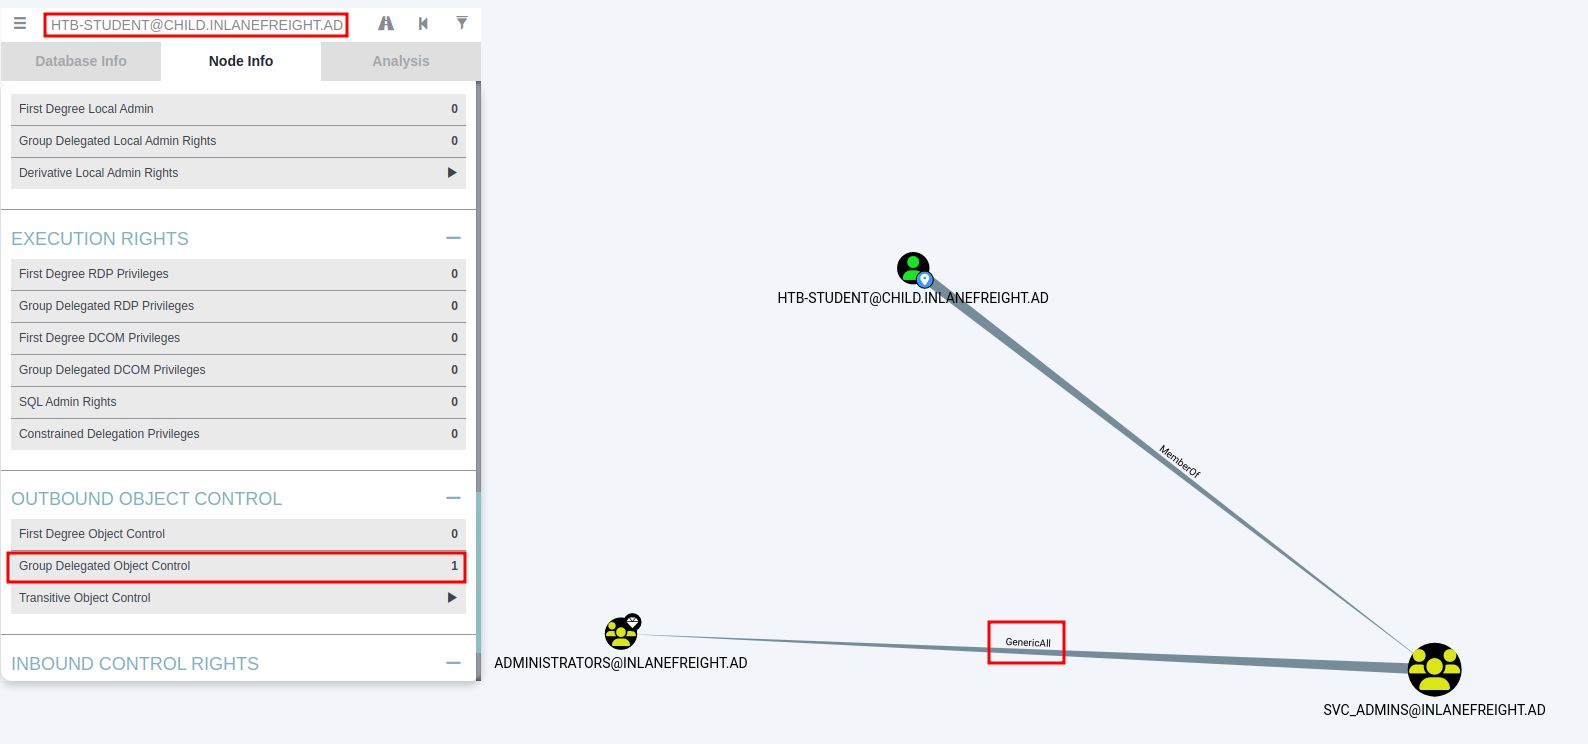 HTB-STUDENT@CHILD.INLANEFREIGHT.AD
Database Info
Node Info
Analysis
First Degree Local Admin 0
Group Delegated Local Admin Rights 0
Derivative Local Admin Rights
EXECUTION RIGHTS
First Degree RDP Privileges 0
Group Delegated RDP Privileges 0
First Degree DCOM Privileges 0
Group Delegated DCOM Privileges 0
SQL Admin Rights 0
Constrained Delegation Privileges 0
OUTBOUND OBJECT CONTROL
First Degree Object Control 0
Group Delegated Object Control 1
Transitive Object Control
INBOUND CONTROL RIGHTS
HTB-STUDENT@CHILD.INLANEFREIGHT.AD
MemberOf
GenericAll
ADMINISTRATORS@INLANEFREIGHT.AD
SVC_ADMINS@INLANEFREIGHT.AD